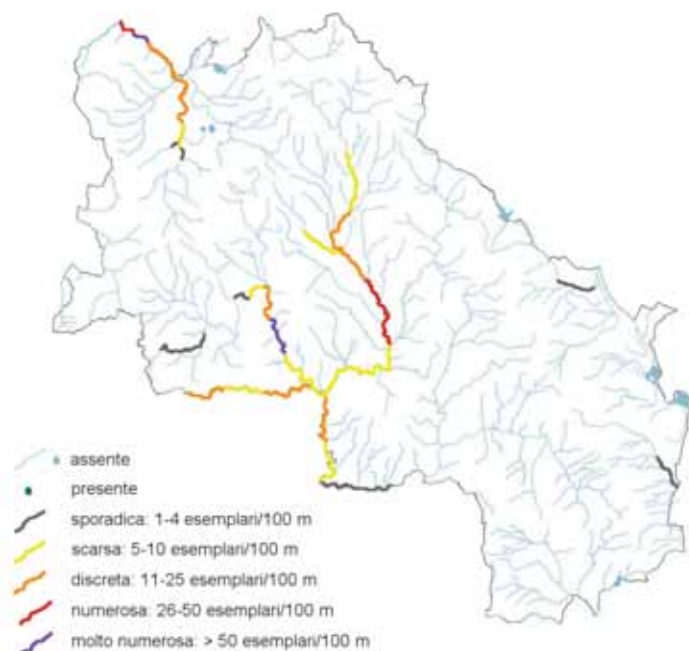 assente
presente
sporadica: 1-4 esemplari/100 m
scarsa: 5-10 esemplari/100 m
discreta: 11-25 esemplari/100 m
numerosa: 26-50 esemplari/100 m
molto numerosa: > 50 esemplari/100 m